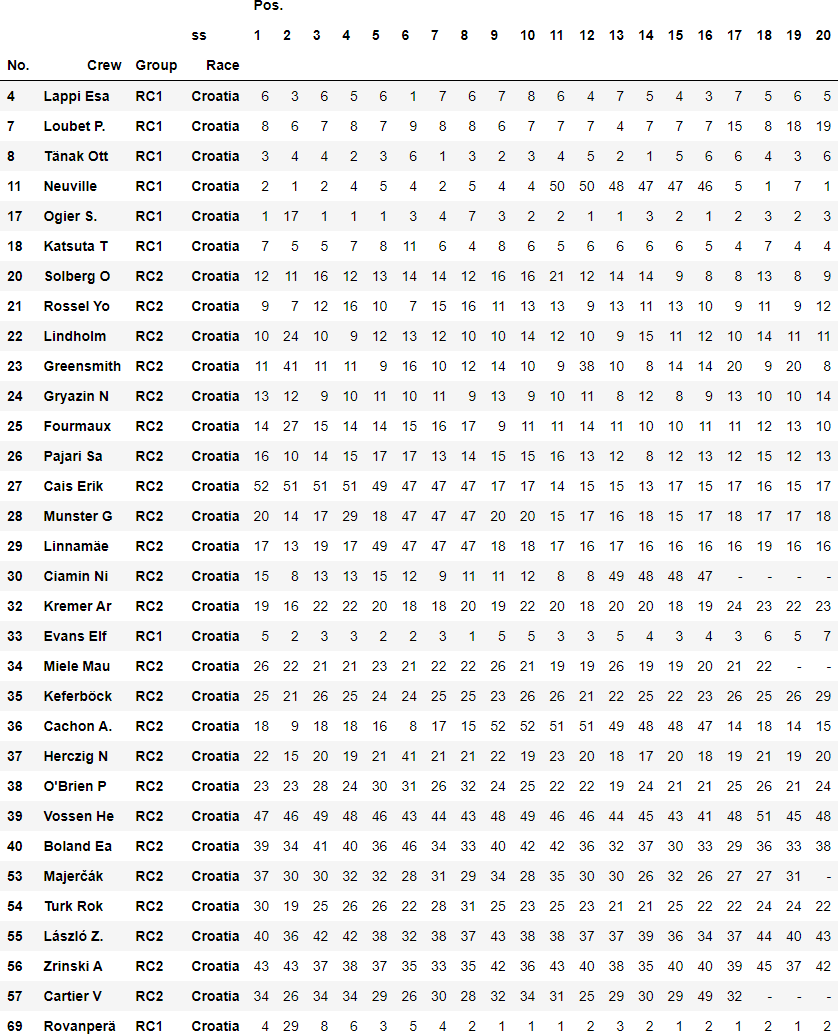 Pos.
ss 1 2 3 4 5 6 7 8 9 10 11 12 13 14 15 16 17 18 19 20
No. Crew Group Race
4 Lappi Esa RC1 Croatia 6 3 6 5 6 1 7 6 7 8 6 4 7 5 4 3 7 5 6 5
7 Loubet P. RC1 Croatia 8 6 7 8 7 9 8 8 6 7 7 7 4 7 7 7 15 8 18 19
8 Tänak Ott RC1 Croatia 3 4 4 2 3 6 1 3 2 3 4 5 2 1 5 6 6 4 3 6
11 Neuville RC1 Croatia 2 1 2 4 5 4 2 5 4 4 50 50 48 47 47 46 5 1 7 1
17 Ogier S. RC1 Croatia 1 17 1 1 1 3 4 7 3 2 2 1 1 3 2 1 2 3 2 3
18 Katsuta T RC1 Croatia 7 5 5 7 8 11 6 4 8 6 5 6 6 6 6 5 4 7 4 4
20 Solberg O RC2 Croatia 12 11 16 12 13 14 14 12 16 16 21 12 14 14 9 8 8 13 8 9
21 Rossel Yo RC2 Croatia 9 7 12 16 10 7 15 16 11 13 13 9 13 11 13 10 9 11 9 12
22 Lindholm RC2 Croatia 10 24 10 9 12 13 12 10 10 14 12 10 9 15 11 12 10 14 11 11
23 Greensmith RC2 Croatia 11 41 11 11 9 16 10 12 14 10 9 38 10 8 14 14 20 9 20 8
24 Gryazin N RC2 Croatia 13 12 9 10 11 10 11 9 13 9 10 11 8 12 8 9 13 10 10 14
25 Fourmaux RC2 Croatia 14 27 15 14 14 15 16 17 9 11 11 14 11 10 10 11 11 12 13 10
26 Pajari Sa RC2 Croatia 16 10 14 15 17 17 13 14 15 15 16 13 12 8 12 13 12 15 12 13
27 Cais Erik RC2 Croatia 52 51 51 51 49 47 47 47 17 17 14 15 15 13 17 15 17 16 15 17
28 Munster G RC2 Croatia 20 14 17 29 18 47 47 47 20 20 15 17 16 18 15 17 18 17 17 18
29 Linnamäe RC2 Croatia 17 13 19 17 49 47 47 47 18 18 17 16 17 16 16 16 16 19 16 16
30 Ciamin Ni RC2 Croatia 15 8 13 13 15 12 9 11 11 12 8 8 49 48 48 47 - - - -
32 Kremer Ar RC2 Croatia 19 16 22 22 20 18 18 20 19 22 20 18 20 20 18 19 24 23 22 23
33 Evans Elf RC1 Croatia 5 2 3 3 2 2 3 1 5 5 3 3 5 4 3 4 3 6 5 7
34 Miele Mau RC2 Croatia 26 22 21 21 23 21 22 22 26 21 19 19 26 19 19 20 21 22 - -
35 Keferböck RC2 Croatia 25 21 26 25 24 24 25 25 23 26 26 21 22 25 22 23 26 25 26 29
36 Cachon A. RC2 Croatia 18 9 18 18 16 8 17 15 52 52 51 51 49 48 48 47 14 18 14 15
37 Herczig N RC2 Croatia 22 15 20 19 21 41 21 21 22 19 23 20 18 17 20 18 19 21 19 20
38 O'Brien P RC2 Croatia 23 23 28 24 30 31 26 32 24 25 22 22 19 24 21 21 25 26 21 24
39 Vossen He RC2 Croatia 47 46 49 48 46 43 44 43 48 49 46 46 44 45 43 41 48 51 45 48
40 Boland Ea RC2 Croatia 39 34 41 40 36 46 34 33 40 42 42 36 32 37 30 33 29 36 33 38
53 Majerčák RC2 Croatia 37 30 30 32 32 28 31 29 34 28 35 30 30 26 32 26 27 27 31 -
54 Turk Rok RC2 Croatia 30 19 25 26 26 22 28 31 25 23 25 23 21 21 25 22 22 24 24 22
55 László Z. RC2 Croatia 40 36 42 42 38 32 38 37 43 38 38 37 37 39 36 34 37 44 40 43
56 Zrinski A RC2 Croatia 43 43 37 38 37 35 33 35 42 36 43 40 38 35 40 40 39 45 37 42
57 Cartier V RC2 Croatia 34 26 34 34 29 26 30 28 32 34 31 25 29 30 29 49 32 - - -
69 Rovanperä RC1 Croatia 4 29 8 6 3 5 4 2 1 1 1 2 3 2 1 2 1 2 1 2